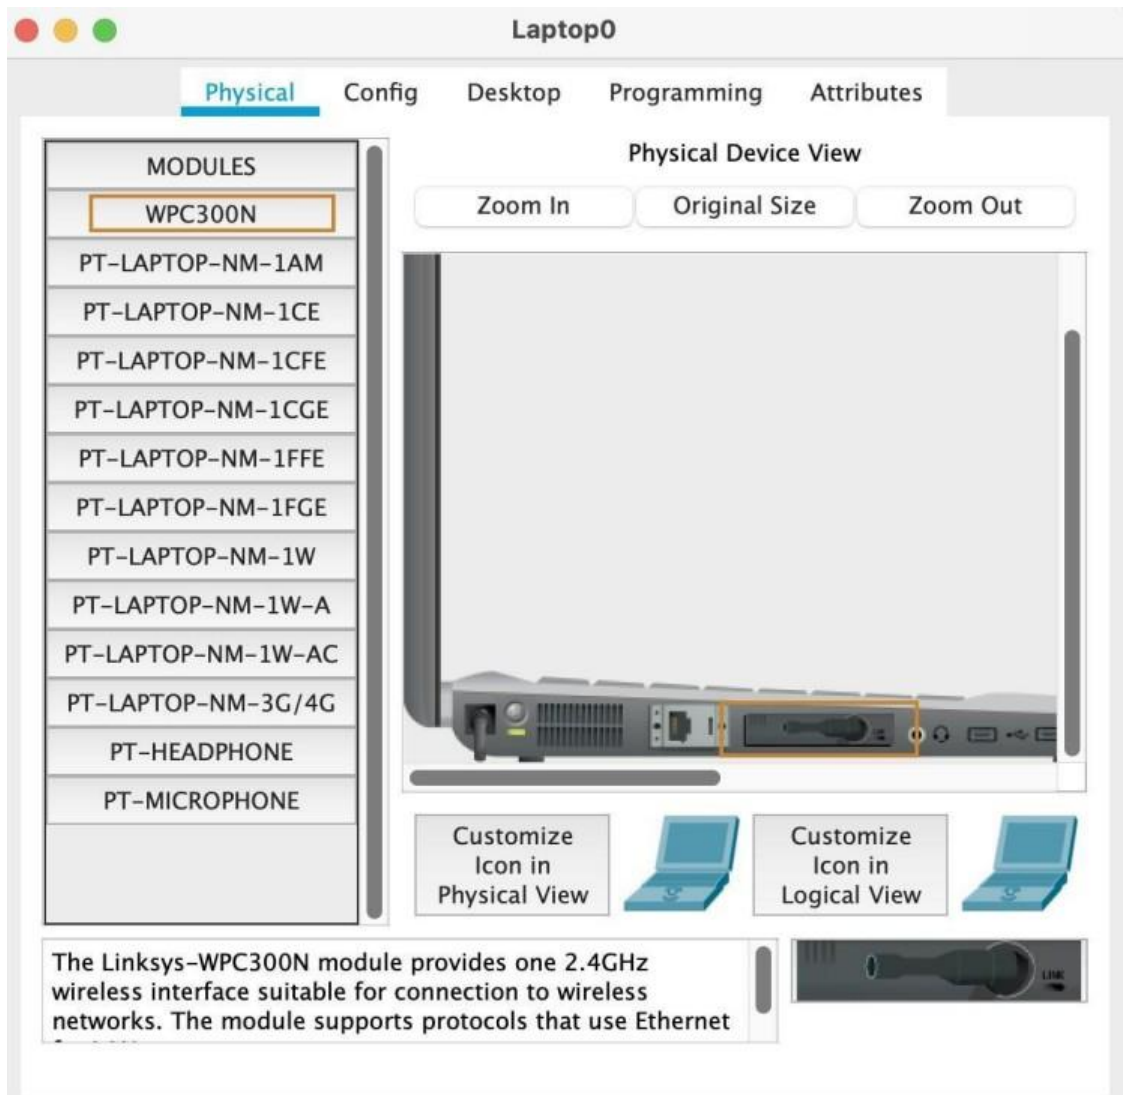 Laptop0
Physical
Config
Desktop
Programming
Attributes
MODULES
WPC300N
PT-LAPTOP-NM-1AM
PT-LAPTOP-NM-1CE
PT-LAPTOP-NM-1CFE
PT-LAPTOP-NM-1CGE
PT-LAPTOP-NM-1FFE
PT-LAPTOP-NM-1FGE
PT-LAPTOP-NM-1W
PT-LAPTOP-NM-1W-A
PT-LAPTOP-NM-1W-AC
PT-LAPTOP-NM-3G/4G
PT-HEADPHONE
PT-MICROPHONE
Physical Device View
Zoom In
Original Size
Zoom Out
Customize
Icon in
Physical View
Customize
Icon in
Logical View
The Linksys-WPC300N module provides one 2.4GHz
wireless interface suitable for connection to wireless
networks. The module supports protocols that use Ethernet
LINK